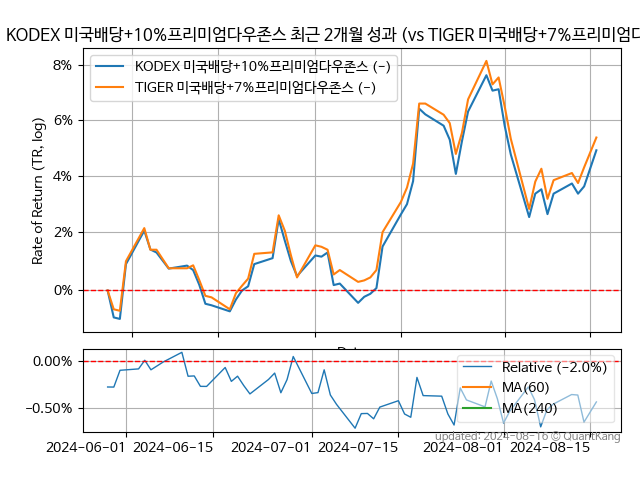 KODEX 미국배당+10%프리미엄다우존스 최근 2개월 성과 (vs TIGER 미국배당+7%프리미엄다
KODEX 미국배당+10%프리미엄다우존스 (-)
TIGER 미국배당+7%프리미엄다우존스 (-)
Rate of Return (TR, log)
8%
6%
4%
2%
0%
0.00%
-0.50%
Relative (-2.0%)
MA(60)
MA(240)
updated: 2024-08-16 © QuantKang
2024-06-01
2024-06-15
2024-07-01
2024-07-15
2024-08-01
2024-08-15